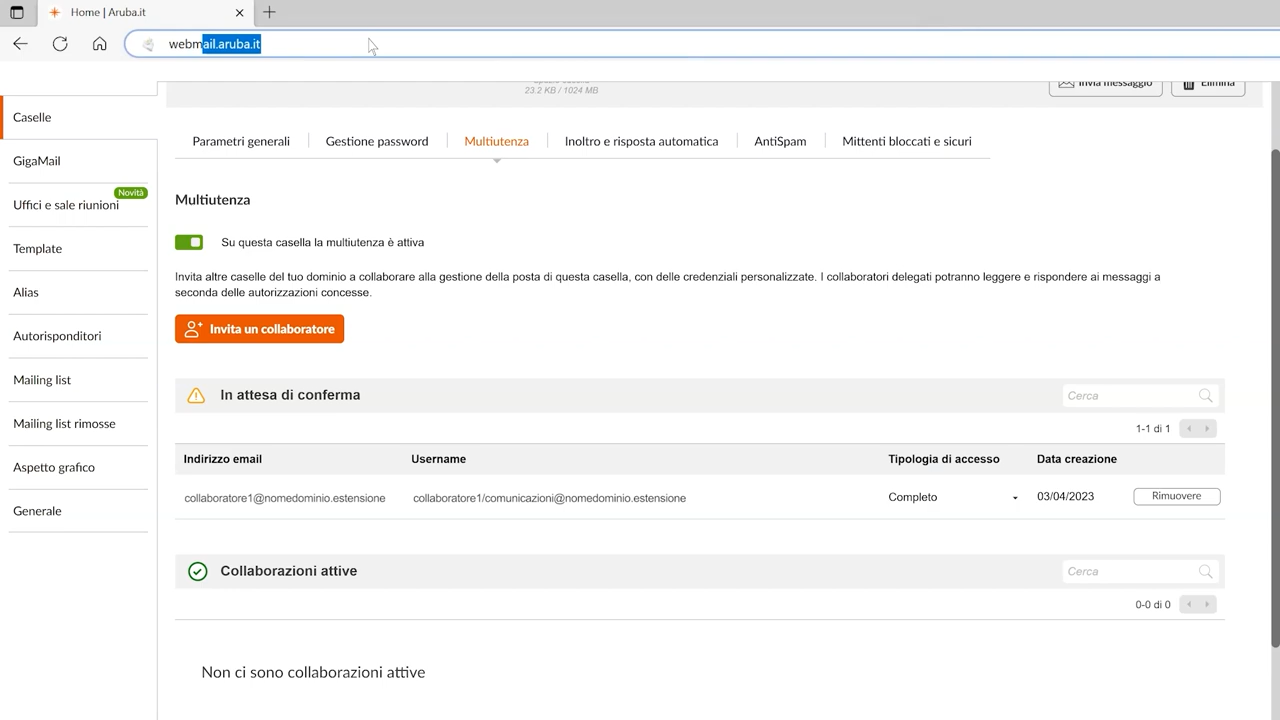 Home | Aruba.it
webmail.aruba.it
23.2 KB / 1024 MB
Invia messaggio
Elimina
Caselle
GigaMail
Novità
Uffici e sale riunioni
Template
Alias
Autorisponditori
Mailing list
Mailing list rimosse
Aspetto grafico
Generale
Parametri generali
Gestione password
Multiutenza
Inoltro e risposta automatica
AntiSpam
Mittenti bloccati e sicuri
Multiutenza
Su questa casella la multiutenza è attiva
Invita altre caselle del tuo dominio a collaborare alla gestione della posta di questa casella, con delle credenziali personalizzate. I collaboratori delegati potranno leggere e rispondere ai messaggi a
seconda delle autorizzazioni concesse.
Invita un collaboratore
In attesa di conferma
Cerca
1-1 di 1
Indirizzo email
Username
Tipologia di accesso
Data creazione
collaboratore1@nomedominio.estensione
collaboratore1/comunicazioni@nomedominio.estensione
Completo
03/04/2023
Rimuovere
Collaborazioni attive
Cerca
0-0 di 0
Non ci sono collaborazioni attive